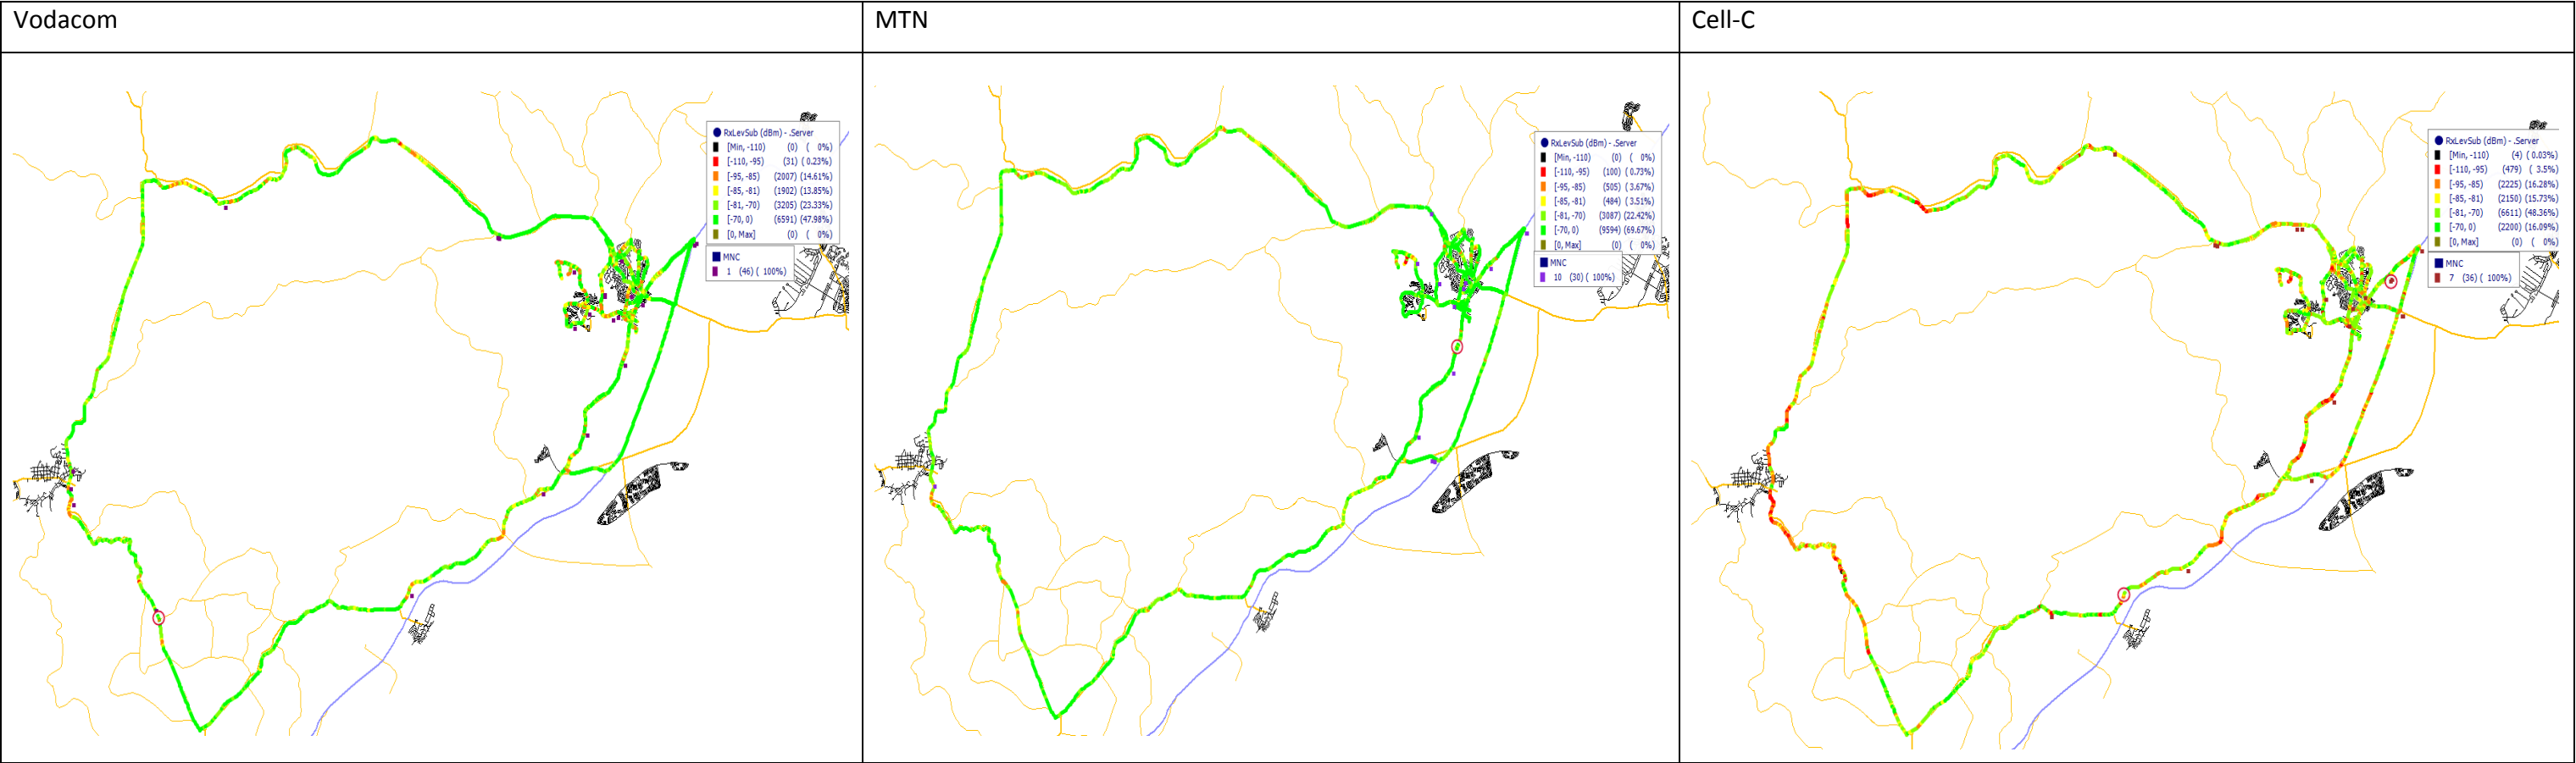 Vodacom
MTN
Cell-C
RxLevSub (dBm) - .Server
[Min, -110) (0) ( 0%)
[-110, -95) (31) ( 0.23%)
[-95, -85) (2007) (14.61%)
[-85, -81) (1902) (13.85%)
[-81, -70) (3205) (23.33%)
[-70, 0) (6591) (47.98%)
[0, Max] (0) ( 0%)
MNC
1 (46) ( 100%)
RxLevSub (dBm) - .Server
[Min, -110) (0) ( 0%)
[-110, -95) (100) ( 0.73%)
[-95, -85) (505) ( 3.67%)
[-85, -81) (484) ( 3.51%)
[-81, -70) (3087) (22.42%)
[-70, 0) (9594) (69.67%)
[0, Max] (0) ( 0%)
MNC
10 (30) ( 100%)
RxLevSub (dBm) - .Server
[Min, -110) (4) ( 0.03%)
[-110, -95) (479) ( 3.5%)
[-95, -85) (2225) (16.28%)
[-85, -81) (2150) (15.73%)
[-81, -70) (6611) (48.36%)
[-70, 0) (2200) (16.09%)
[0, Max] (0) ( 0%)
MNC
7 (36) ( 100%)